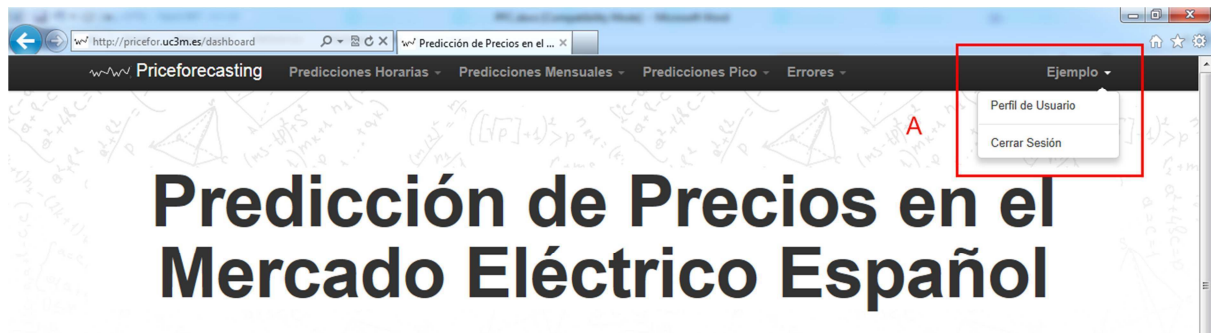 http://pricefor.uc3m.es/dashboard
Predicción de Precios en el ...
Priceforecasting
Predicciones Horarias
Predicciones Mensuales
Predicciones Pico
Errores
Ejemplo
Perfil de Usuario
A
Cerrar Sesión
Predicción de Precios en el
Mercado Eléctrico Español